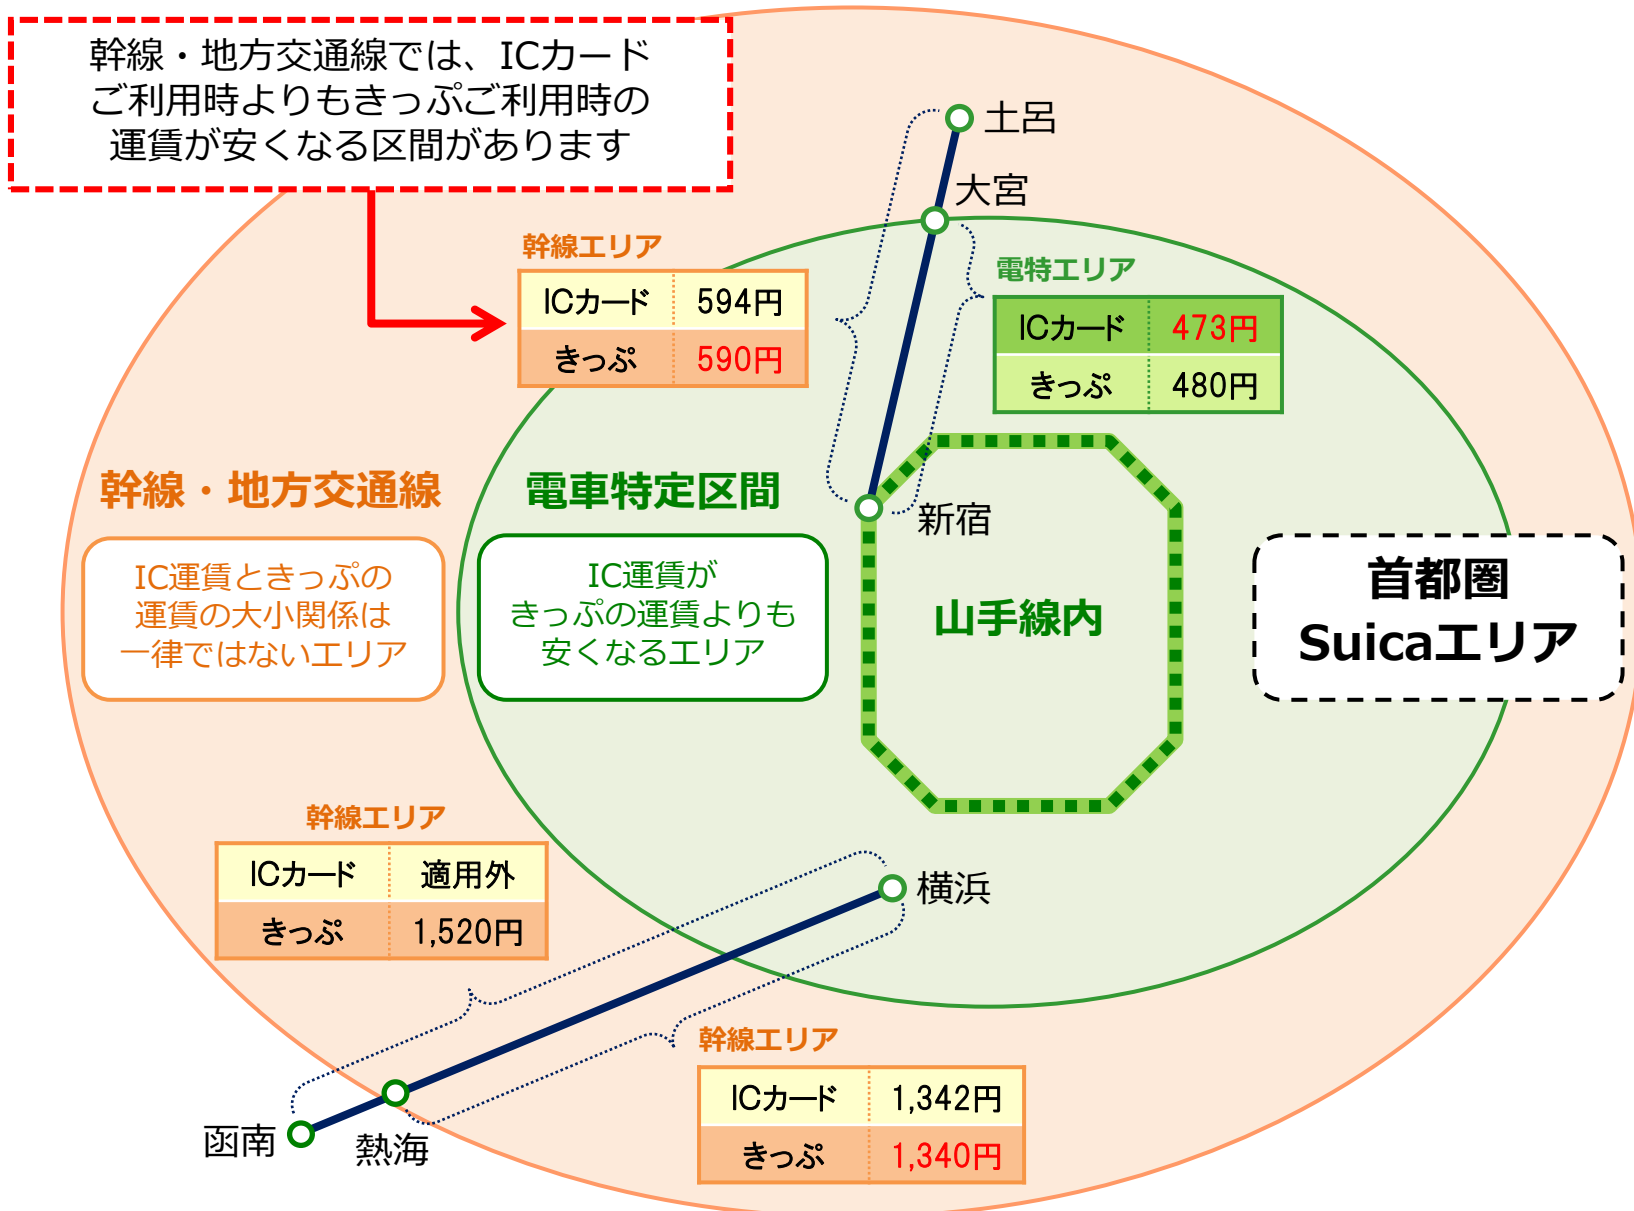 幹線・地方交通線では、ICカード
ご利用時よりもきっぷご利用時の
運賃が安くなる区間があります
土呂
大宮
幹線エリア
ICカード 594円
きっぷ 590円
電特エリア
ICカード 473円
きっぷ 480円
幹線・地方交通線
IC運賃ときっぷの
運賃の大小関係は
一律ではないエリア
電車特定区間
IC運賃が
きっぷの運賃よりも
安くなるエリア
新宿
山手線内
首都圏
Suicaエリア
幹線エリア
ICカード 適用外
きっぷ 1,520円
横浜
幹線エリア
ICカード 1,342円
きっぷ 1,340円
函南
熱海